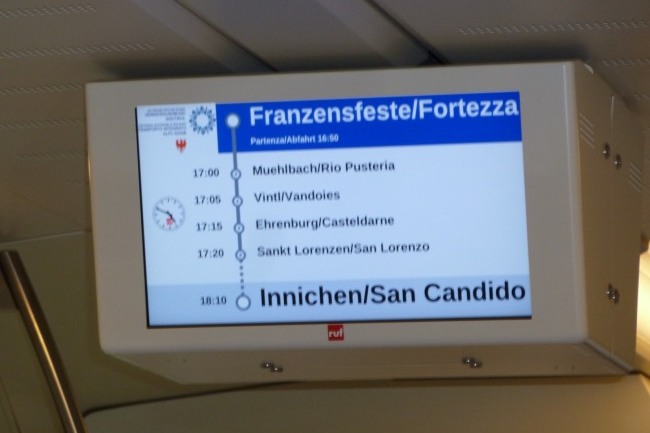 Franzensfeste/Fortezza
Partenza/Abfahrt 16:50
17:00 Muehlbach/Rio Pusteria
17:05 Vintl/Vandoies
17:15 Ehrenburg/Casteldarne
17:20 Sankt Lorenzen/San Lorenzo
18:10 Innichen/San Candido
ruf